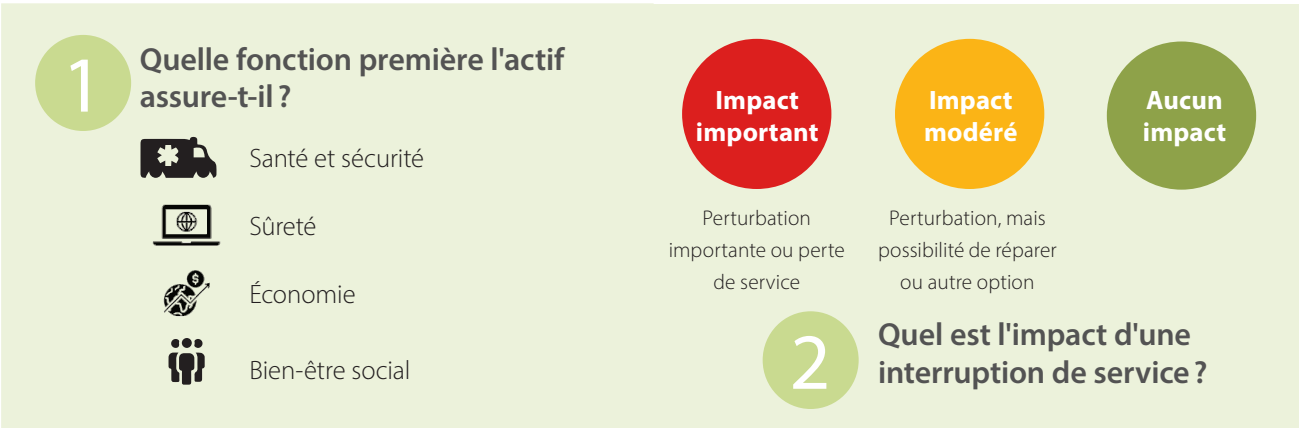 1
Quelle fonction première l'actif
assure-t-il ?
Santé et sécurité
Sûreté
$
Économie
Bien-être social
Impact
important
Perturbation
importante ou perte
de service
Impact
modéré
Perturbation, mais
possibilité de réparer
ou autre option
Aucun
impact
2
Quel est l'impact d'une
interruption de service ?